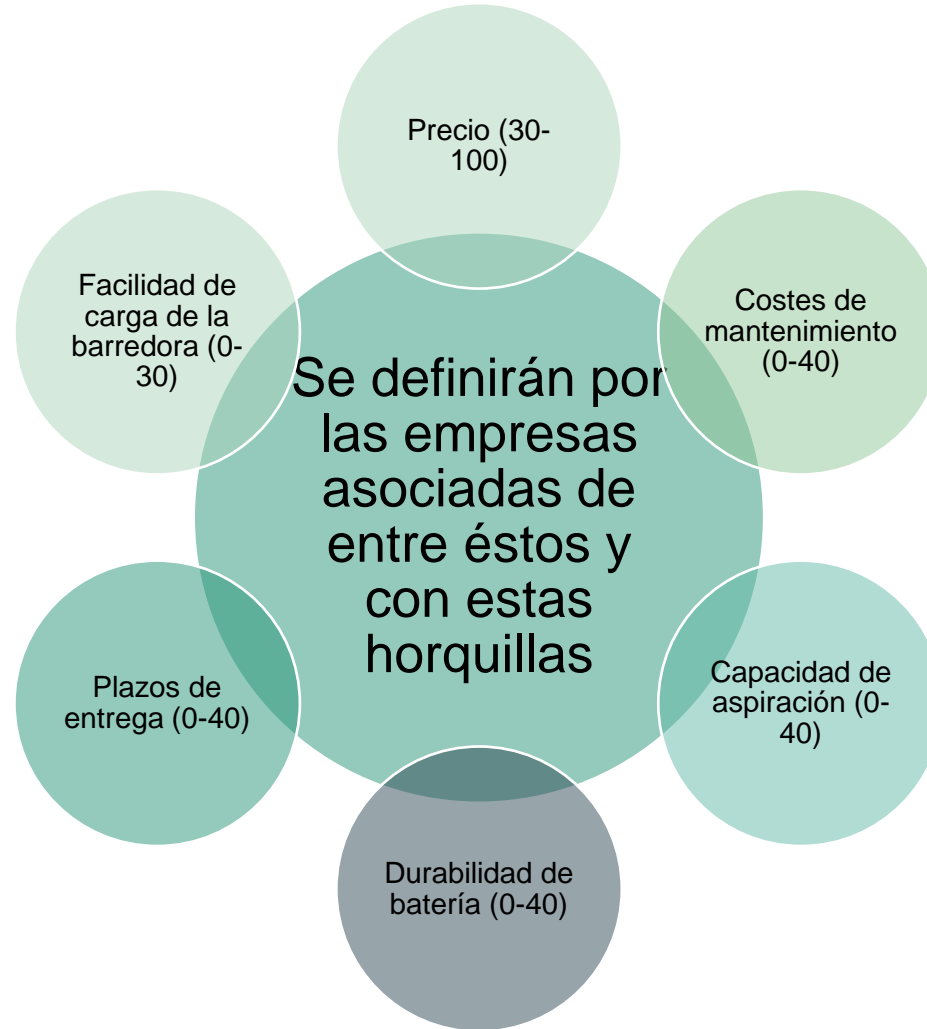 Precio (30-
100)
Costes de
mantenimiento
(0-40)
Capacidad de
aspiración (0-
40)
Durabilidad de
batería (0-40)
Plazos de
entrega (0-40)
Facilidad de
carga de la
barredora (0-
30)
Se definirán por
las empresas
asociadas de
entre éstos y
con estas
horquillas